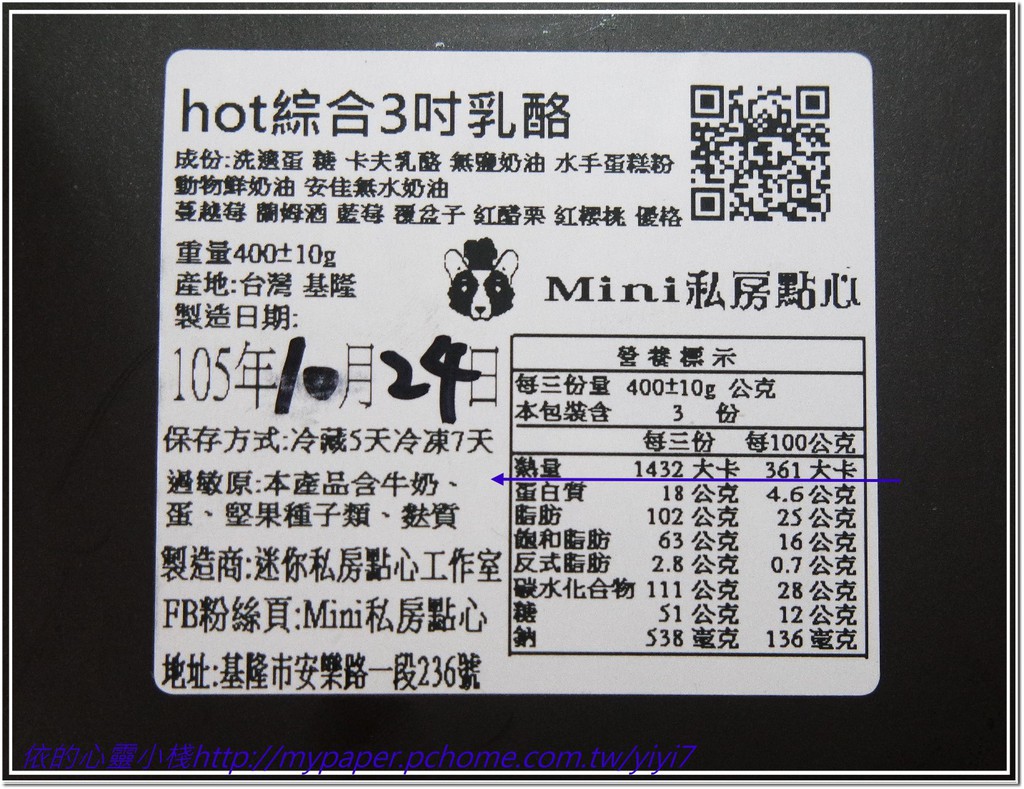 hot綜合3吋乳酪
成份:洗選蛋 糖 卡夫乳酪 無鹽奶油 水手蛋糕粉
動物鮮奶油 安佳無水奶油
蔓越莓 蘭姆酒 藍莓 覆盆子 紅醋栗 紅櫻桃 優格
重量400±10g
產地:台灣 基隆
製造日期:
105年10月24日
保存方式:冷藏5天冷凍7天
過敏原:本產品含牛奶、
蛋、堅果種子類、麩質
製造商:迷你私房點心工作室
FB粉絲頁:Mini私房點心
地址:基隆市安樂路一段236號
Mini私房點心
營養標示
每三份量 400±10g 公克
本包裝含 3 份
每三份 每100公克
熱量 1432 大卡 361 大卡
蛋白質 18 公克 4.6 公克
脂肪 102 公克 25 公克
飽和脂肪 63 公克 16 公克
反式脂肪 2.8 公克 0.7 公克
碳水化合物 111 公克 28 公克
糖 51 公克 12 公克
鈉 538 毫克 136 毫克
依的心靈小棧http://mypaper.pchome.com.tw/yiyi7